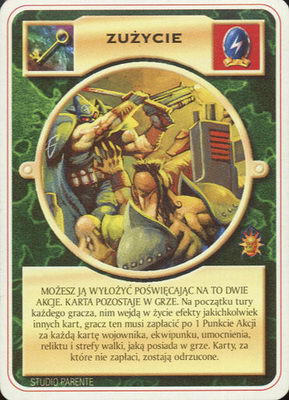 ZUŻYCIE
MOŻESZ JĄ WYŁOŻYĆ POŚWIĘCAJĄC NA TO DWIE
AKCJE. KARTA POZOSTAJE W GRZE. Na początku tury
każdego gracza, nim wejdą w życie efekty jakichkolwiek
innych kart, gracz ten musi zapłacić po 1 Punkcie Akcji
za każdą kartę wojownika, ekwipunku, umocnienia,
reliktu i strefy walki, jaką posiada w grze. Karty, za
które nie zapłaci, zostają odrzucone.
STUDIO PARENTE